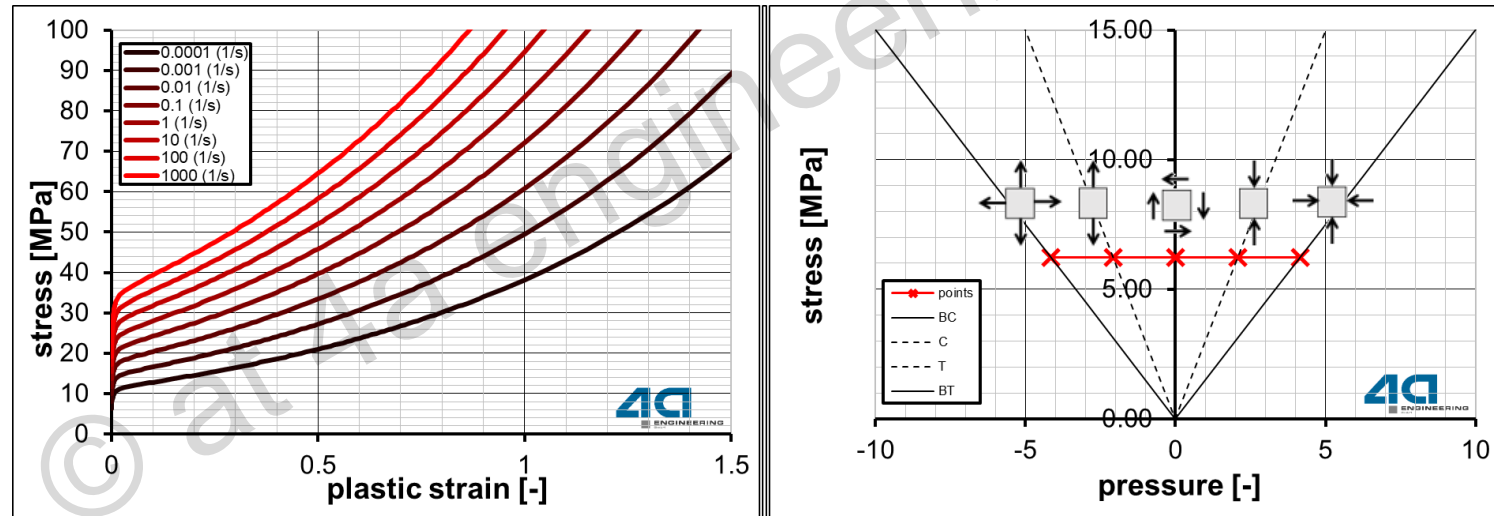 100
90
80
70
60
50
40
30
20
10
0
stress [MPa]
0.0001 (1/s)
0.001 (1/s)
0.01 (1/s)
0.1 (1/s)
1 (1/s)
10 (1/s)
100 (1/s)
1000 (1/s)
4a
ENGINEERING
0 0.5 1 1.5
plastic strain [-]
15.00
10.00
5.00
0.00
stress [MPa]
points
BC
C
T
BT
4a
ENGINEERING
-10 -5 0 5 10
pressure [-]
© at 4a engineer